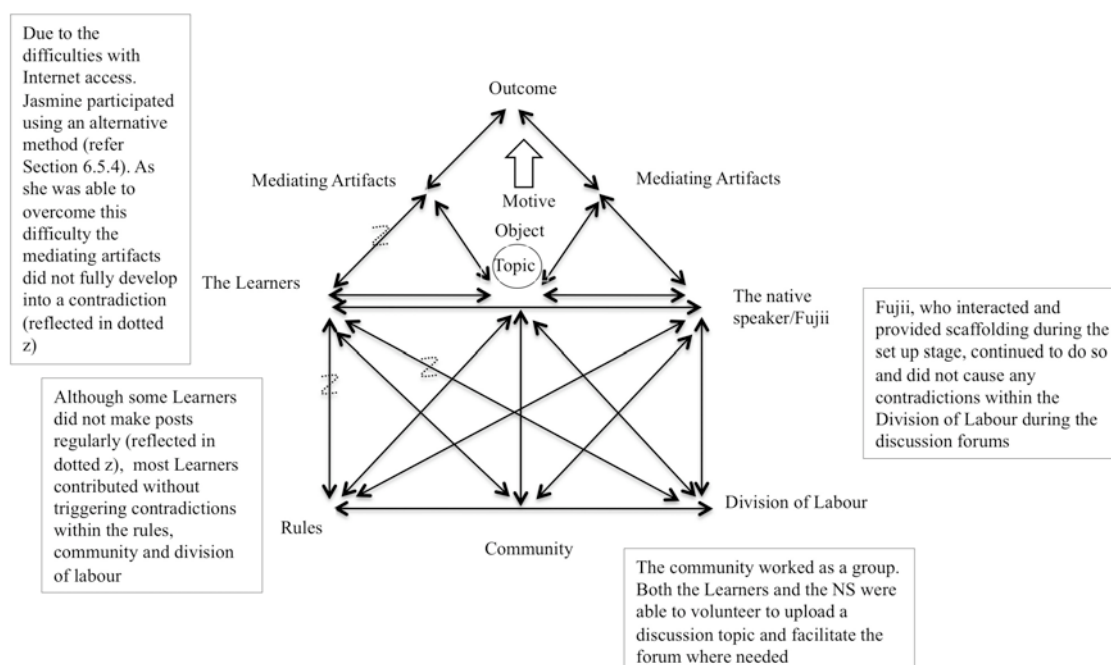 Due to the
difficulties with
Internet access.
Jasmine participated
using an alternative
method (refer
Section 6.5.4). As
she was able to
overcome this
difficulty the
mediating artifacts
did not fully develop
into a contradiction
(reflected in dotted
z)
Outcome
Mediating Artifacts
Mediating Artifacts
Motive
Object
Topic
z
The Learners
The native
speaker/Fujii
Fujii, who interacted and
provided scaffolding during the
set up stage, continued to do so
and did not cause any
contradictions within the
Division of Labour during the
discussion forums
z
z
Although some Learners
did not make posts
regularly (reflected in
dotted z), most Learners
contributed without
triggering contradictions
within the rules,
community and division
of labour
Rules
Community
Division of Labour
The community worked as a group.
Both the Learners and the NS were
able to volunteer to upload a
discussion topic and facilitate the
forum where needed